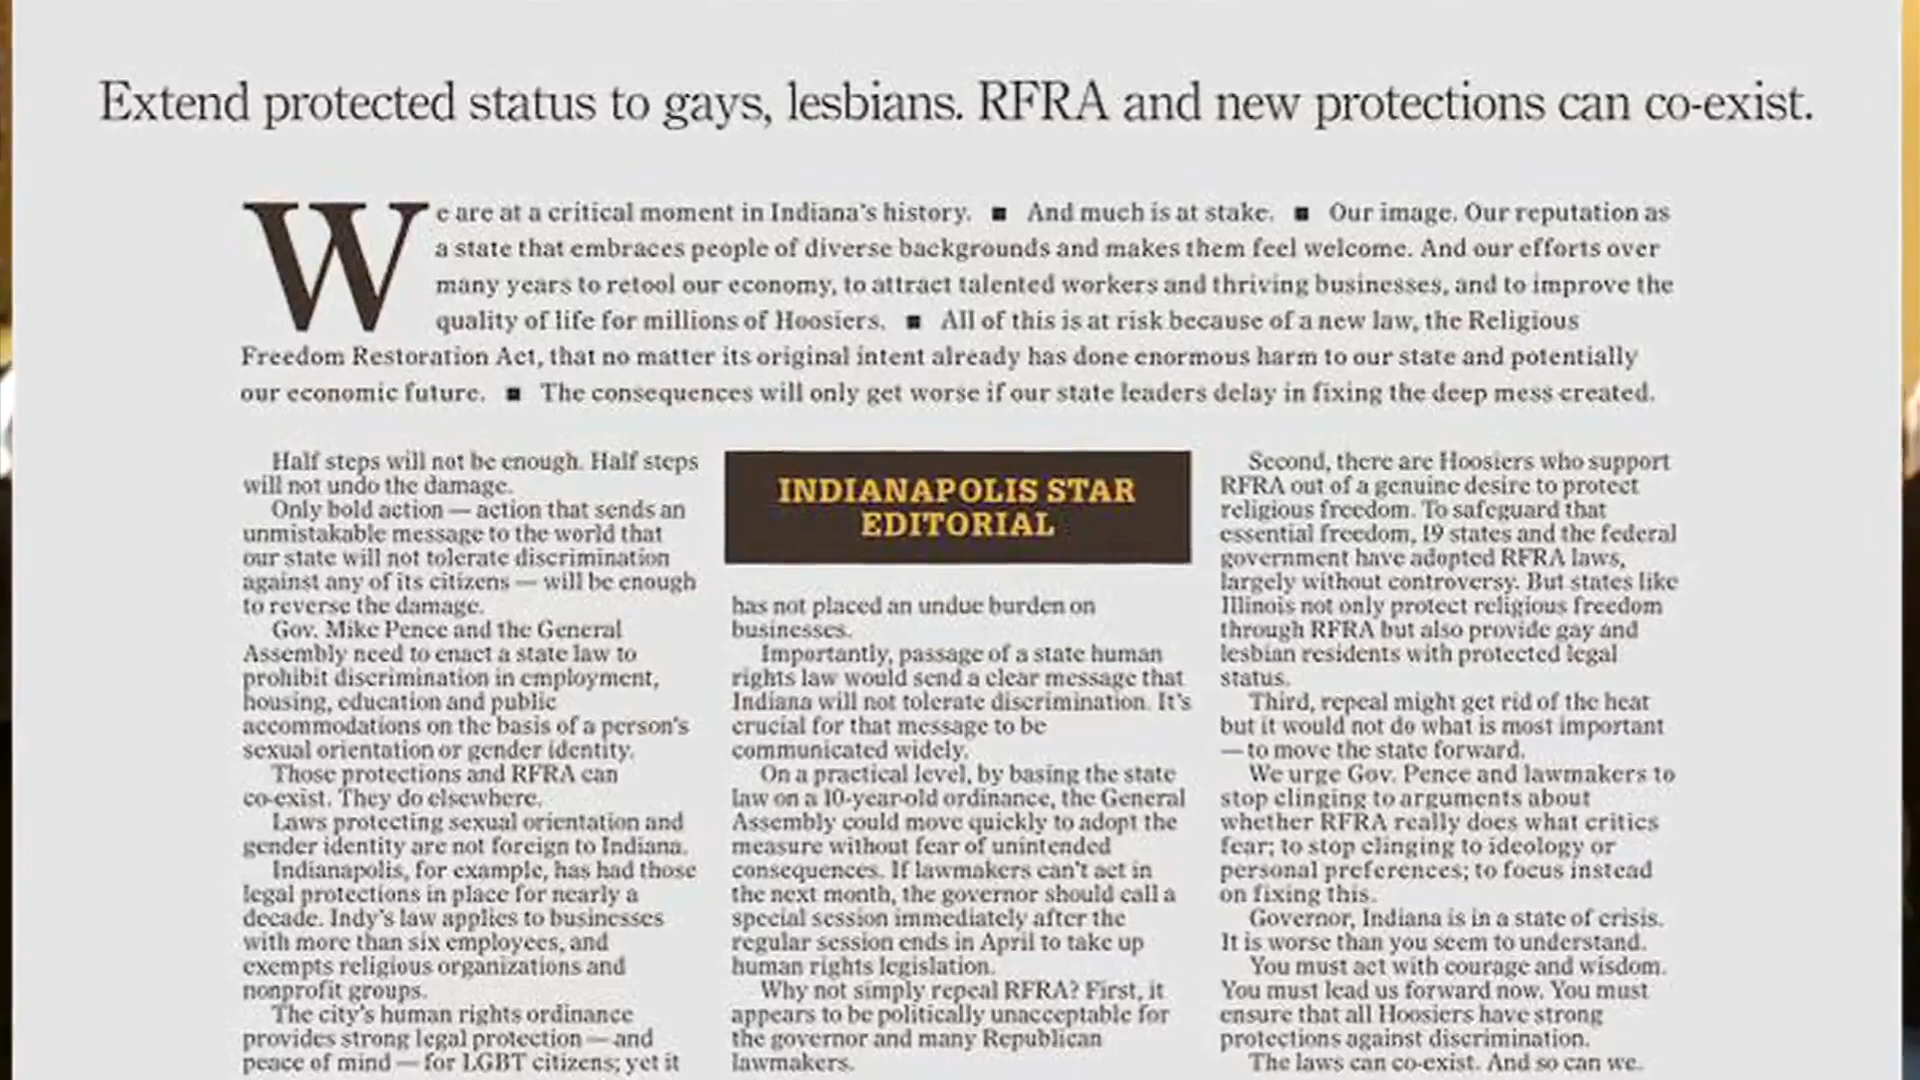 Extend protected status to gays, lesbians. RFRA and new protections can co-exist.
We are at a critical moment in Indiana's history. ■ And much is at stake. ■ Our image. Our reputation as
a state that embraces people of diverse backgrounds and makes them feel welcome. And our efforts over
many years to retool our economy, to attract talented workers and thriving businesses, and to improve the
quality of life for millions of Hoosiers. ■ All of this is at risk because of a new law, the Religious
Freedom Restoration Act, that no matter its original intent already has done enormous harm to our state and potentially
our economic future. ■ The consequences will only get worse if our state leaders delay in fixing the deep mess created.
Half steps will not be enough. Half steps
will not undo the damage.
Only bold action — action that sends an
unmistakable message to the world that
our state will not tolerate discrimination
against any of its citizens — will be enough
to reverse the damage.
Gov. Mike Pence and the General
Assembly need to enact a state law to
prohibit discrimination in employment,
housing, education and public
accommodations on the basis of a person's
sexual orientation or gender identity.
Those protections and RFRA can
co-exist. They do elsewhere.
Laws protecting sexual orientation and
gender identity are not foreign to Indiana.
Indianapolis, for example, has had those
legal protections in place for nearly a
decade. Indy's law applies to businesses
with more than six employees, and
exempts religious organizations and
nonprofit groups.
The city's human rights ordinance
provides strong legal protection — and
peace of mind — for LGBT citizens; yet it
INDIANAPOLIS STAR
EDITORIAL
has not placed an undue burden on
businesses.
Importantly, passage of a state human
rights law would send a clear message that
Indiana will not tolerate discrimination. It's
crucial for that message to be
communicated widely.
On a practical level, by basing the state
law on a 10-year-old ordinance, the General
Assembly could move quickly to adopt the
measure without fear of unintended
consequences. If lawmakers can't act in
the next month, the governor should call a
special session immediately after the
regular session ends in April to take up
human rights legislation.
Why not simply repeal RFRA? First, it
appears to be politically unacceptable for
the governor and many Republican
lawmakers.
Second, there are Hoosiers who support
RFRA out of a genuine desire to protect
religious freedom. To safeguard that
essential freedom, 19 states and the federal
government have adopted RFRA laws,
largely without controversy. But states like
Illinois not only protect religious freedom
through RFRA but also provide gay and
lesbian residents with protected legal
status.
Third, repeal might get rid of the heat
but it would not do what is most important
— to move the state forward.
We urge Gov. Pence and lawmakers to
stop clinging to arguments about
whether RFRA really does what critics
fear; to stop clinging to ideology or
personal preferences; to focus instead
on fixing this.
Governor, Indiana is in a state of crisis.
It is worse than you seem to understand.
You must act with courage and wisdom.
You must lead us forward now. You must
ensure that all Hoosiers have strong
protections against discrimination.
The laws can co-exist. And so can we.